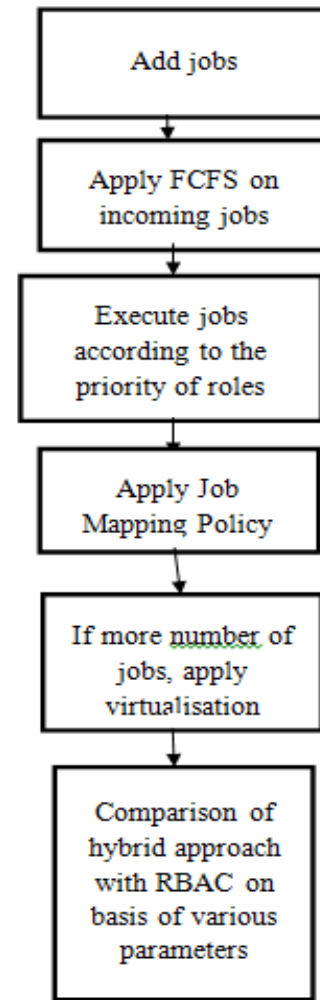 Add jobs
Apply FCFS on
incoming jobs
Execute jobs
according to the
priority of roles
Apply Job
Mapping Policy
If more number of
jobs, apply
virtualisation
Comparison of
hybrid approach
with RBAC on
basis of various
parameters